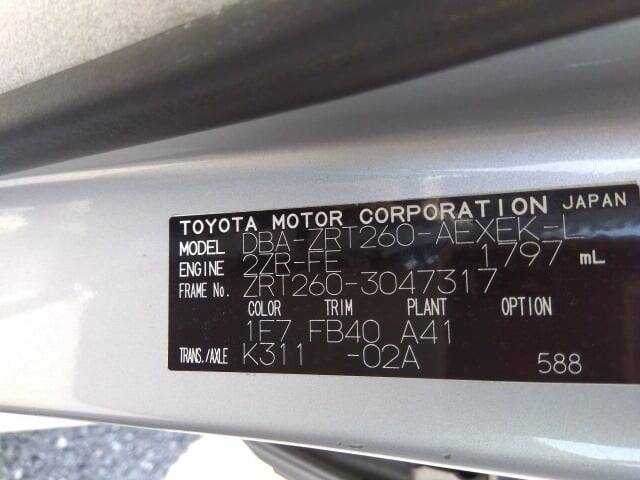 TOYOTA MOTOR CORPORATION JAPAN
MODEL DBA-ZRT260-AEXEK-L
ENGINE 2ZR-FE 1797 mL
FRAME No. ZRT260-3047317
COLOR TRIM PLANT OPTION
1F7 FB40 A41
TRANS./AXLE K311 -02A
588